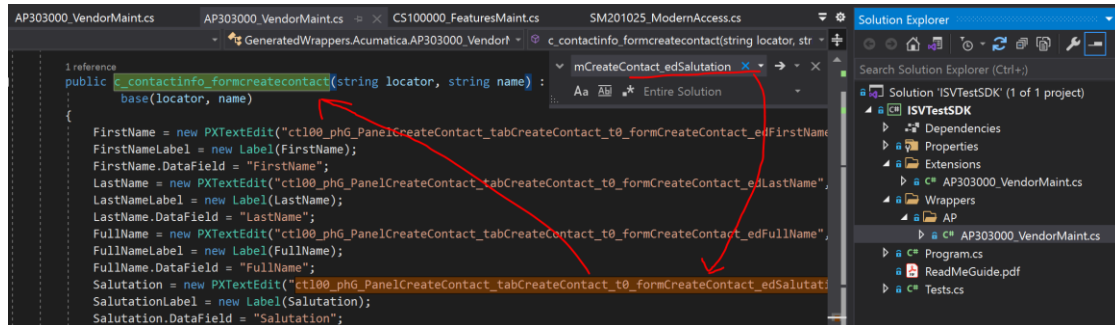 AP303000_VendorMaint.cs
AP303000_VendorMaint.cs
CS100000_FeaturesMaint.cs
SM201025_ModernAccess.cs
GeneratedWrappers.Acumatica.AP303000_VendorM
c_contactinfo_formcreatecontact(string locator, str
1 reference
public c_contactinfo_formcreatecontact(string locator, string name) :
base(locator, name)
{
FirstName = new PXTextEdit("ctl00_phG_PanelCreateContact_tabCreateContact_t0_formCreateContact_edFirstName
FirstNameLabel = new Label(FirstName);
FirstName.DataField = "FirstName";
LastName = new PXTextEdit("ctl00_phG_PanelCreateContact_tabCreateContact_t0_formCreateContact_edLastName",
LastNameLabel = new Label(LastName);
LastName.DataField = "LastName";
FullName = new PXTextEdit("ctl00_phG_PanelCreateContact_tabCreateContact_t0_formCreateContact_edFullName",
FullNameLabel = new Label(FullName);
FullName.DataField = "FullName";
Salutation = new PXTextEdit("ctl00_phG_PanelCreateContact_tabCreateContact_t0_formCreateContact_edSalutati
SalutationLabel = new Label(Salutation);
Salutation.DataField = "Salutation";
mCreateContact_edSalutation
Aa Abl .* Entire Solution
Solution Explorer
Search Solution Explorer (Ctrl+;)
Solution 'ISVTestSDK' (1 of 1 project)
C# ISVTestSDK
Dependencies
Properties
Extensions
C# AP303000_VendorMaint.cs
Wrappers
AP
C# AP303000_VendorMaint.cs
C# Program.cs
ReadMeGuide.pdf
C# Tests.cs